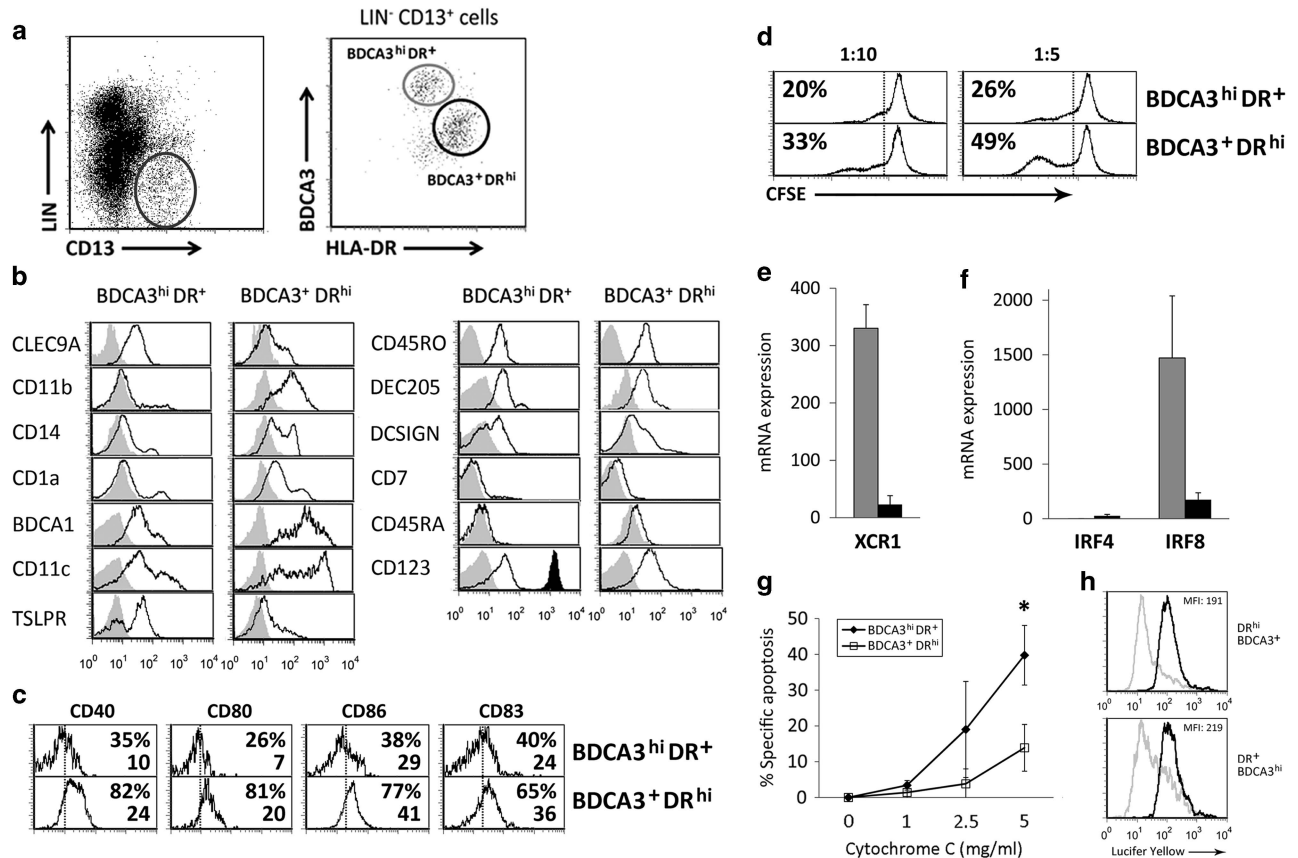 a
LIN⁻ CD13⁺ cells
BDCA3ʰⁱ DR⁺
BDCA3⁺ DRʰⁱ
LIN
CD13
BDCA3
HLA-DR
b
BDCA3ʰⁱ DR⁺ BDCA3⁺ DRʰⁱ
CLEC9A
CD11b
CD14
CD1a
BDCA1
CD11c
TSLPR
10⁰ 10¹ 10² 10³ 10⁴ 10⁰ 10¹ 10² 10³ 10⁴
BDCA3ʰⁱ DR⁺ BDCA3⁺ DRʰⁱ
CD45RO
DEC205
DCSIGN
CD7
CD45RA
CD123
10⁰ 10¹ 10² 10³ 10⁴ 10⁰ 10¹ 10² 10³ 10⁴
c
CD40 CD80 CD86 CD83
35% 26% 38% 40% BDCA3ʰⁱ DR⁺
10 7 29 24
82% 81% 77% 65% BDCA3⁺ DRʰⁱ
24 20 41 36
d
1:10 1:5
20% 26% BDCA3ʰⁱ DR⁺
33% 49% BDCA3⁺ DRʰⁱ
CFSE
e
mRNA expression
400
300
200
100
0
XCR1
f
mRNA expression
2000
1500
1000
500
0
IRF4 IRF8
g
% Specific apoptosis
50
40
30
20
10
0
BDCA3ʰⁱ DR⁺
BDCA3⁺ DRʰⁱ
*
0 1 2.5 5
Cytochrome C (mg/ml)
h
MFI: 191
DRʰⁱ
BDCA3⁺
10⁰ 10¹ 10² 10³ 10⁴
MFI: 219
DR⁺
BDCA3ʰⁱ
10⁰ 10¹ 10² 10³ 10⁴
Lucifer Yellow